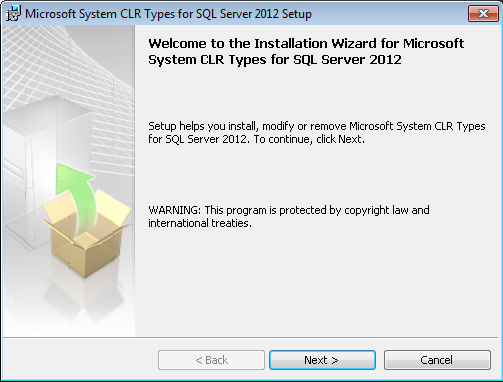 Microsoft System CLR Types for SQL Server 2012 Setup
Welcome to the Installation Wizard for Microsoft
System CLR Types for SQL Server 2012
Setup helps you install, modify or remove Microsoft System CLR Types
for SQL Server 2012. To continue, click Next.
WARNING: This program is protected by copyright law and
international treaties.
< Back
Next >
Cancel